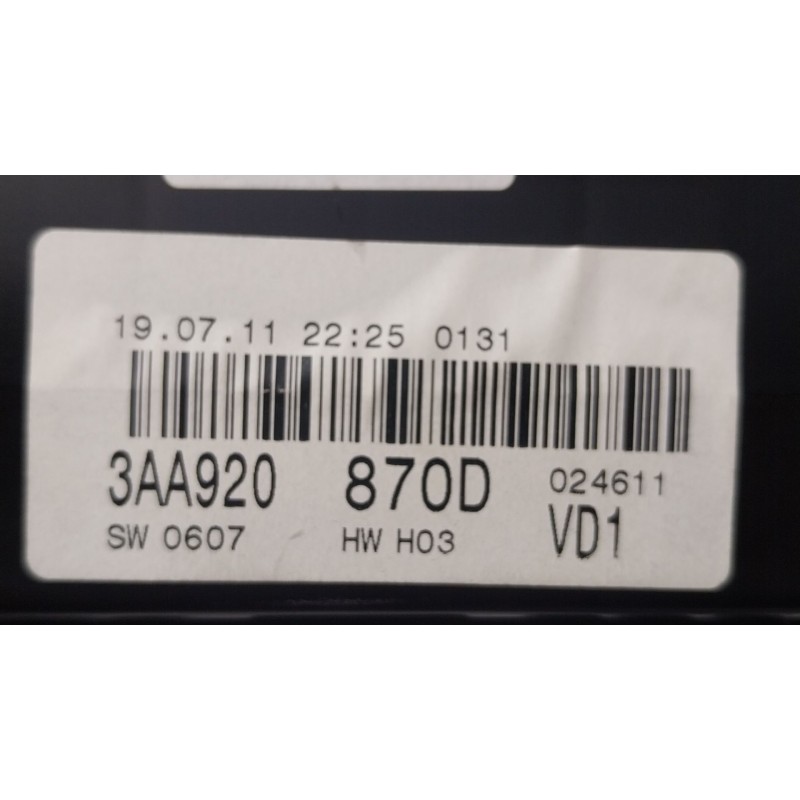 19.07.11 22:25 0131
3AA920 870D 024611
SW 0607 HW H03 VD1